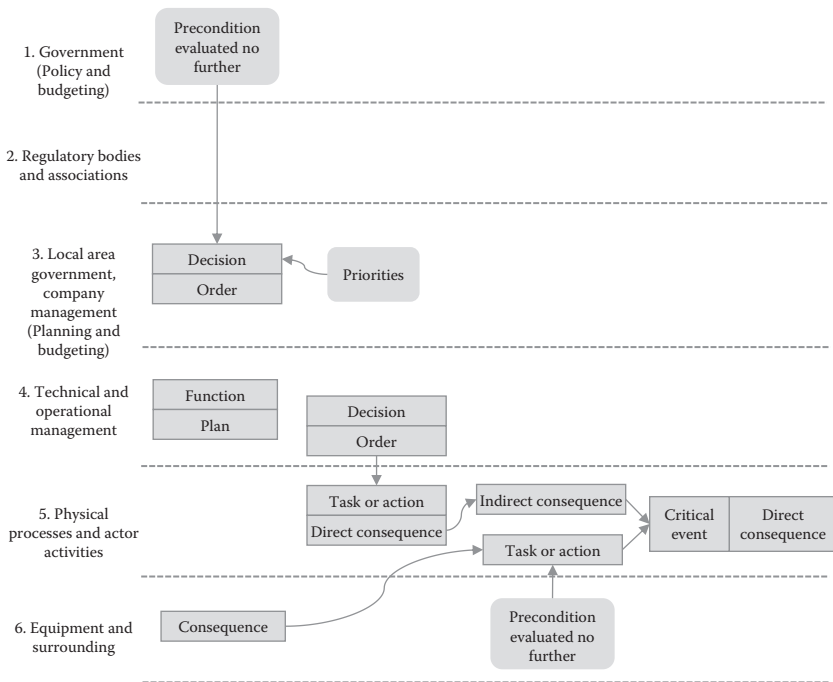 Precondition
evaluated no
further
1. Government
(Policy and
budgeting)
2. Regulatory bodies
and associations
3. Local area
government,
company
management
(Planning and
budgeting)
Decision
Order
Priorities
4. Technical and
operational
management
Function
Plan
Decision
Order
5. Physical
processes and actor
activities
Task or action
Direct consequence
Indirect consequence
Task or action
Critical
event
Direct
consequence
6. Equipment and
surrounding
Consequence
Precondition
evaluated no
further